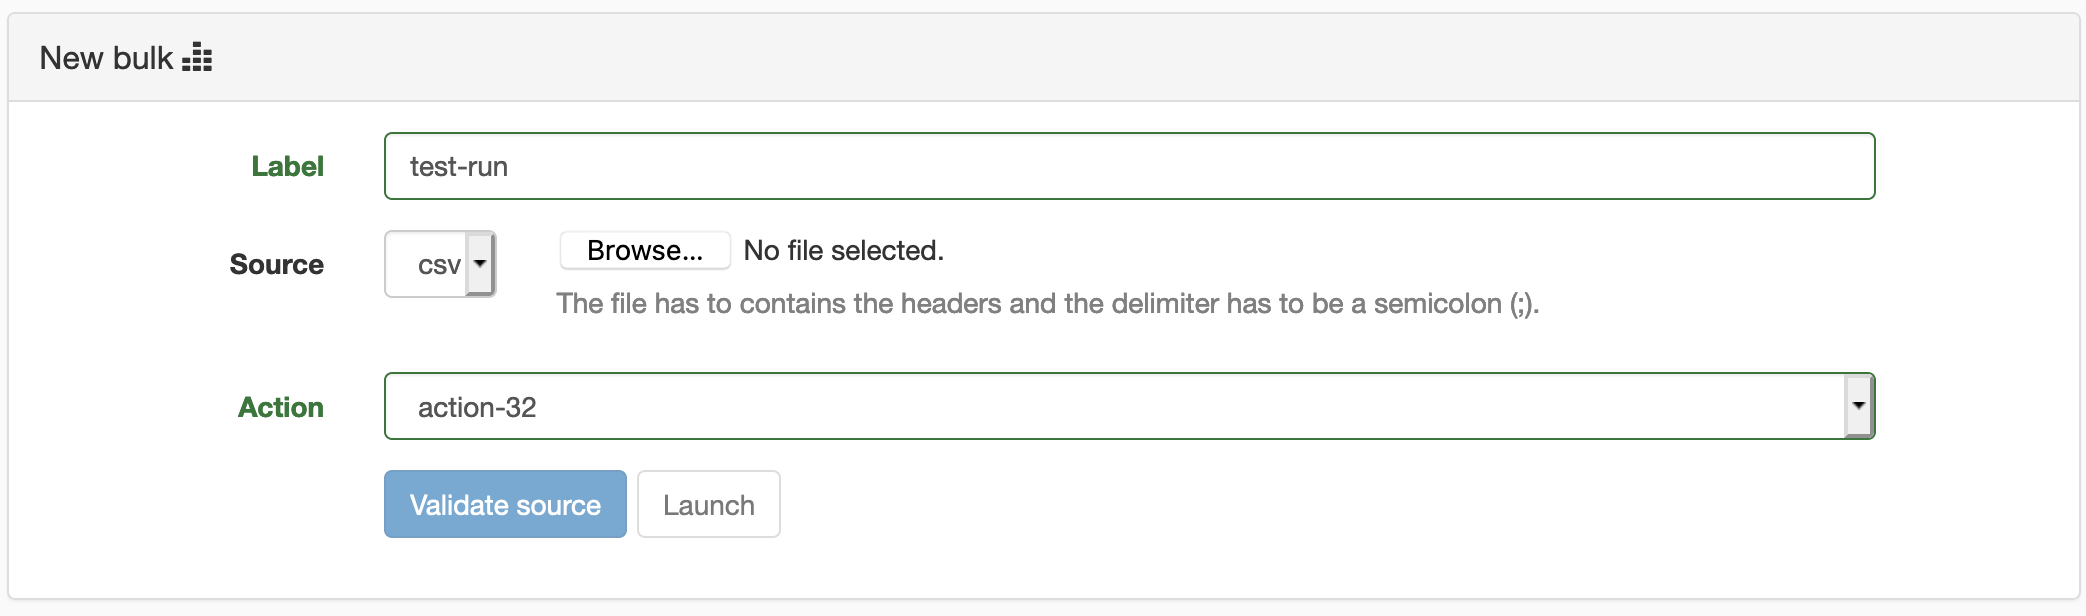 New bulk
Label
test-run
Source
csv
Browse...
No file selected.
The file has to contains the headers and the delimiter has to be a semicolon (;).
Action
action-32
Validate source
Launch